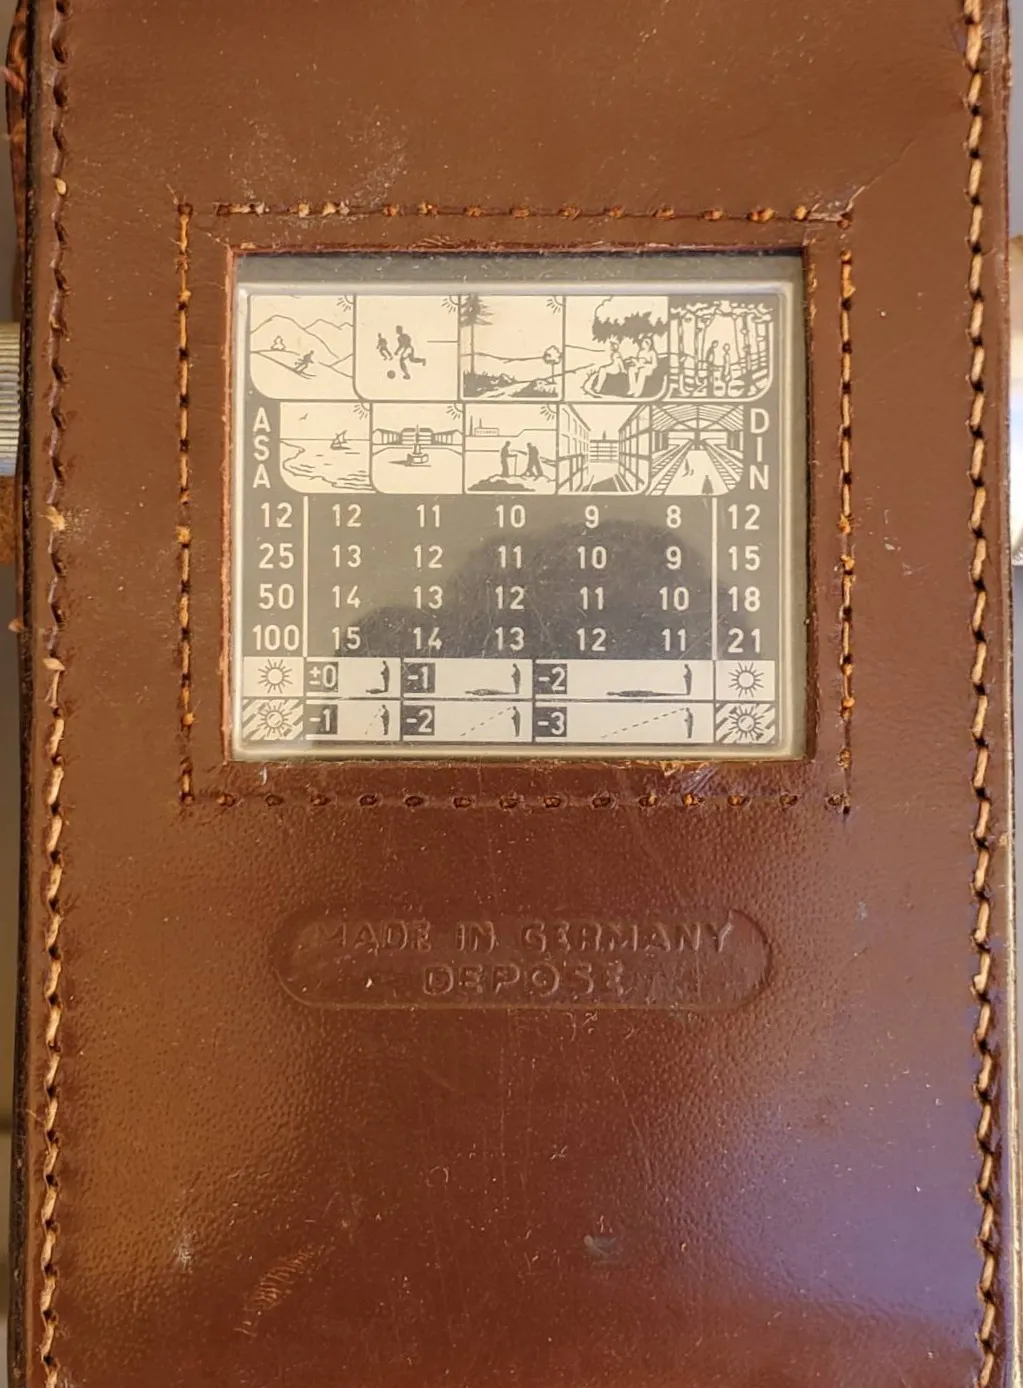 ASA
DIN
12 12 11 10 9 8 12
25 13 12 11 10 9 15
50 14 13 12 11 10 18
100 15 14 13 12 11 21
±0 -1 -2
-1 -2 -3
MADE IN GERMANY
DEPOSÉ